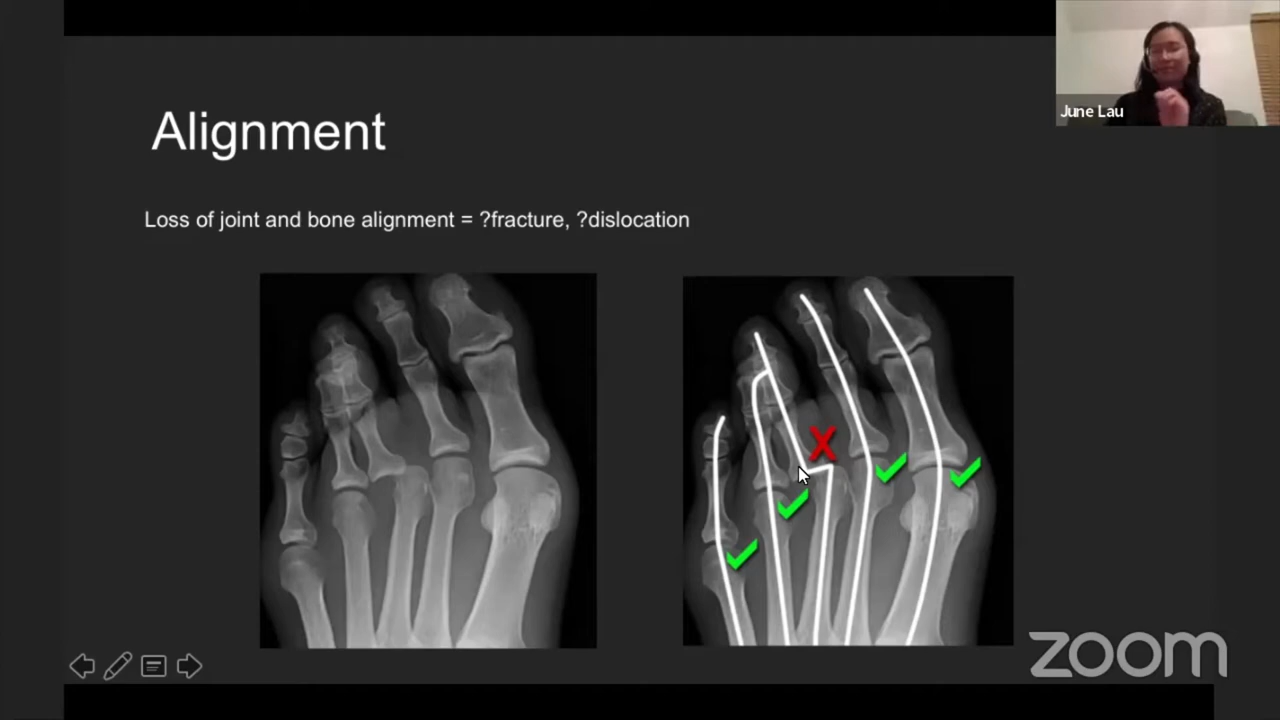 June Lau
Alignment
Loss of joint and bone alignment = ?fracture, ?dislocation
X
zoom